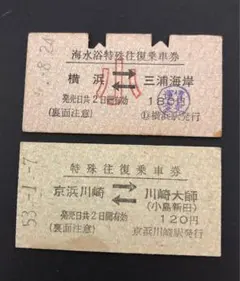 海水浴特殊往復乗車券
横浜 三浦海岸
小
発売日共2日間有効
(裏面注意) 横浜駅発行
8.24
特殊往復乗車券
京浜川崎 川崎大師
(小島新田)
発売日共2日間有効 120円
(裏面注意) 京浜川崎駅発行
53.-1.-7